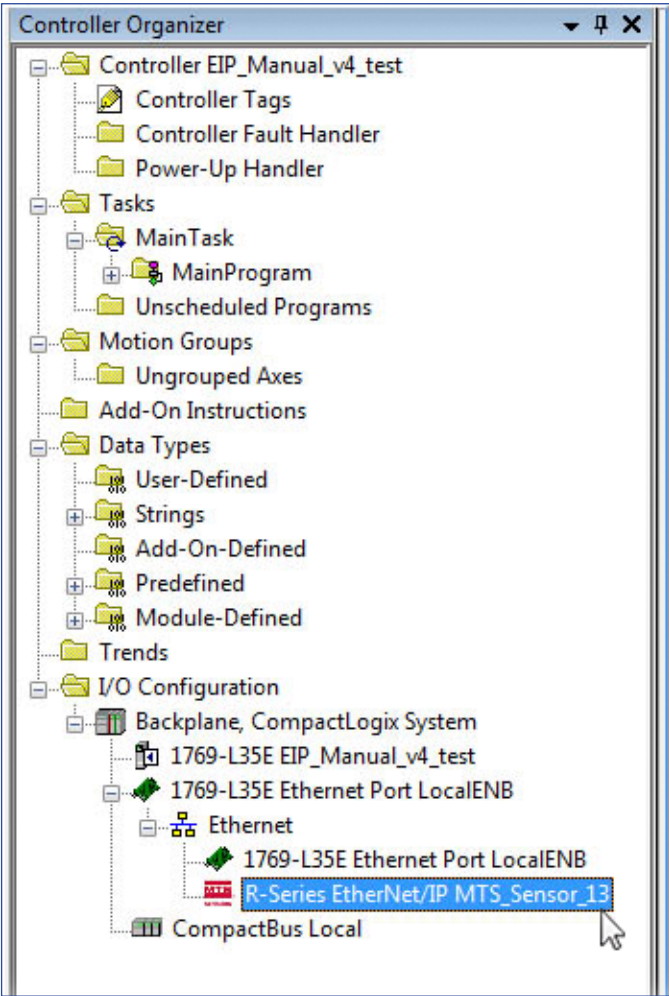 Controller Organizer
Controller EIP_Manual_v4_test
Controller Tags
Controller Fault Handler
Power-Up Handler
Tasks
MainTask
MainProgram
Unscheduled Programs
Motion Groups
Ungrouped Axes
Add-On Instructions
Data Types
User-Defined
Strings
Add-On-Defined
Predefined
Module-Defined
Trends
I/O Configuration
Backplane, CompactLogix System
1769-L35E EIP_Manual_v4_test
1769-L35E Ethernet Port LocalENB
Ethernet
1769-L35E Ethernet Port LocalENB
MTS R-Series EtherNet/IP MTS_Sensor_13
CompactBus Local